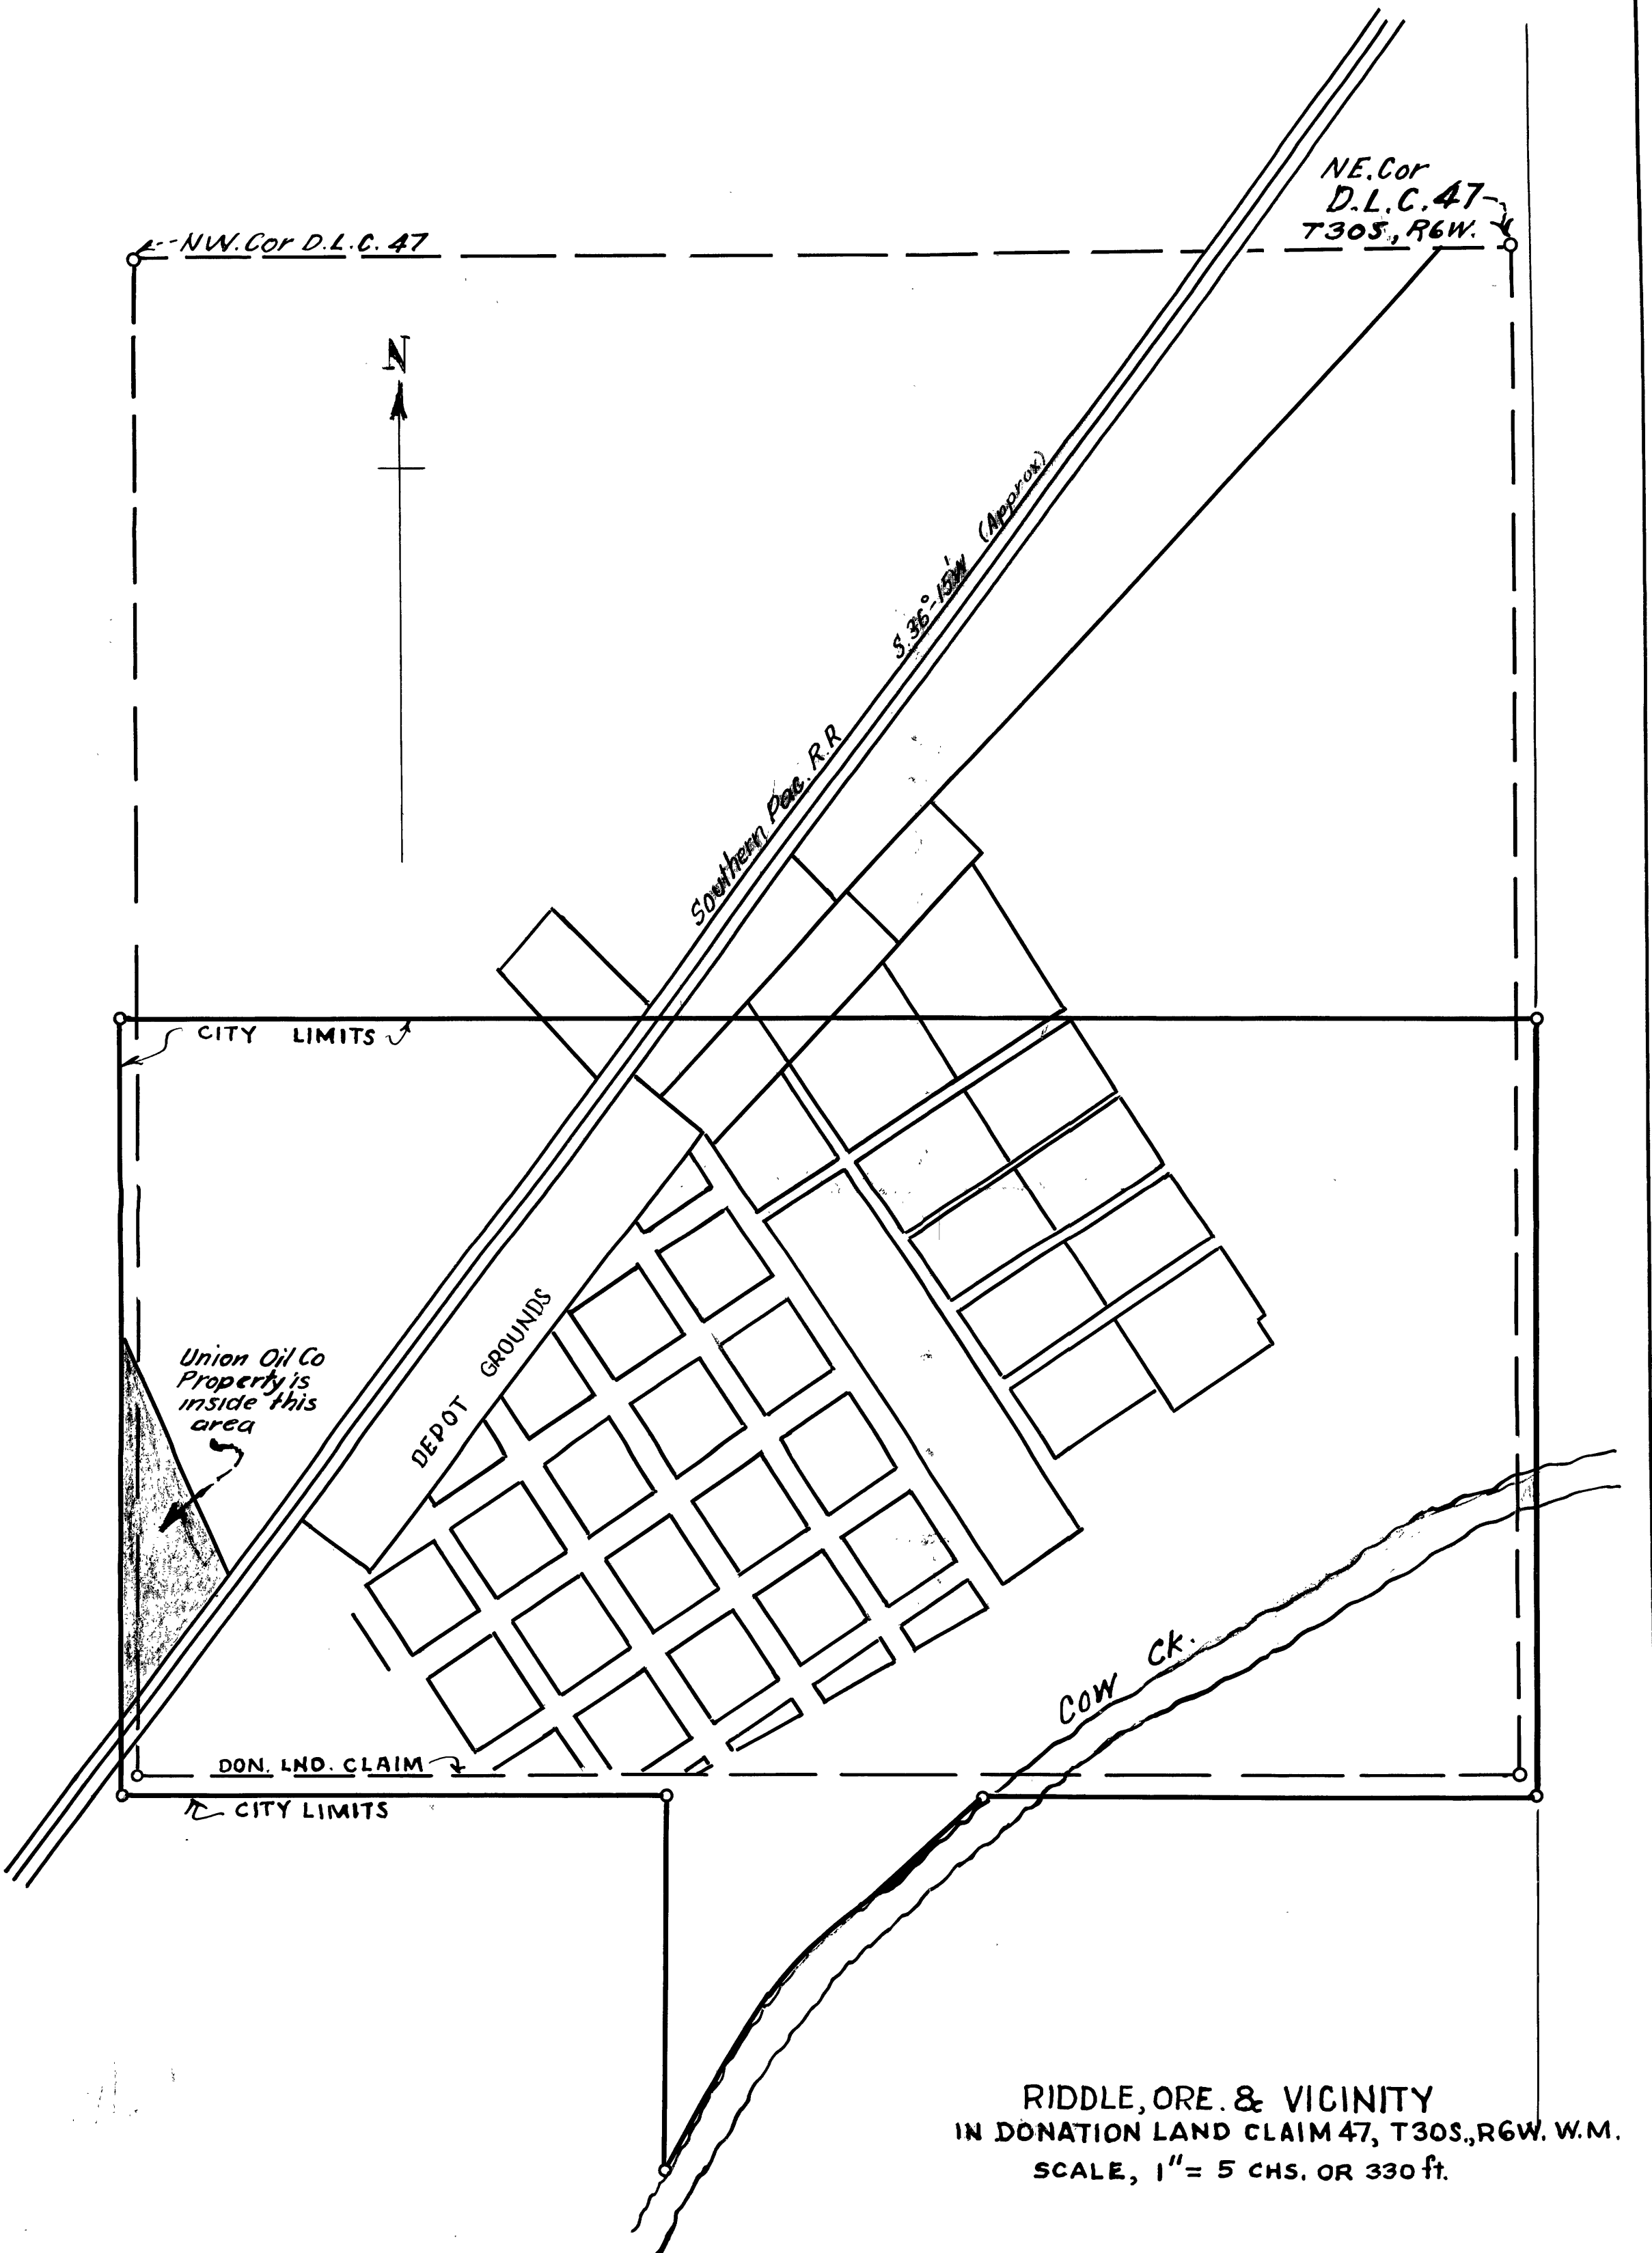 NE. Cor
D.L.C. 47
T30S., R6W.
NW. Cor D.L.C. 47
N
S. 36°-15'W (Approx)
Southern Pac. R.R
CITY LIMITS
DEPOT GROUNDS
Union Oil Co
Property is
inside this
area
COW CK.
DON. LND. CLAIM
CITY LIMITS
RIDDLE, ORE. & VICINITY
IN DONATION LAND CLAIM 47, T30S., R6W. W.M.
SCALE, 1" = 5 CHS. OR 330 ft.